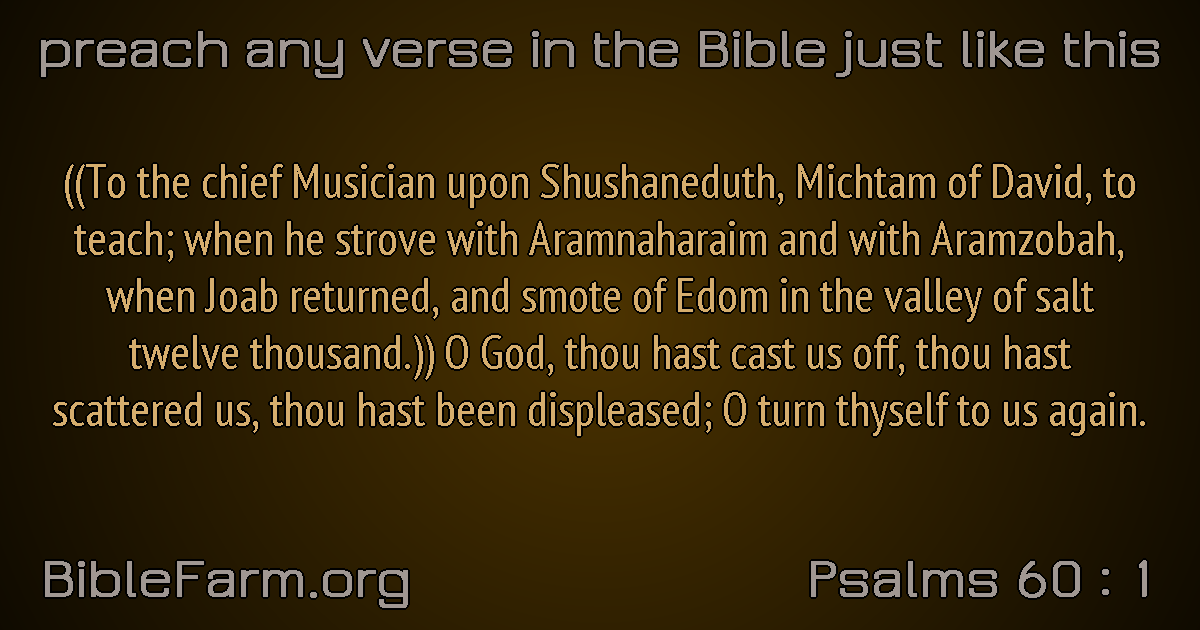 preach any verse in the Bible just like this
((To the chief Musician upon Shushaneduth, Michtam of David, to
teach; when he strove with Aramnaharaim and with Aramzobah,
when Joab returned, and smote of Edom in the valley of salt
twelve thousand.)) O God, thou hast cast us off, thou hast
scattered us, thou hast been displeased; O turn thyself to us again.
BibleFarm.org
Psalms 60 : 1